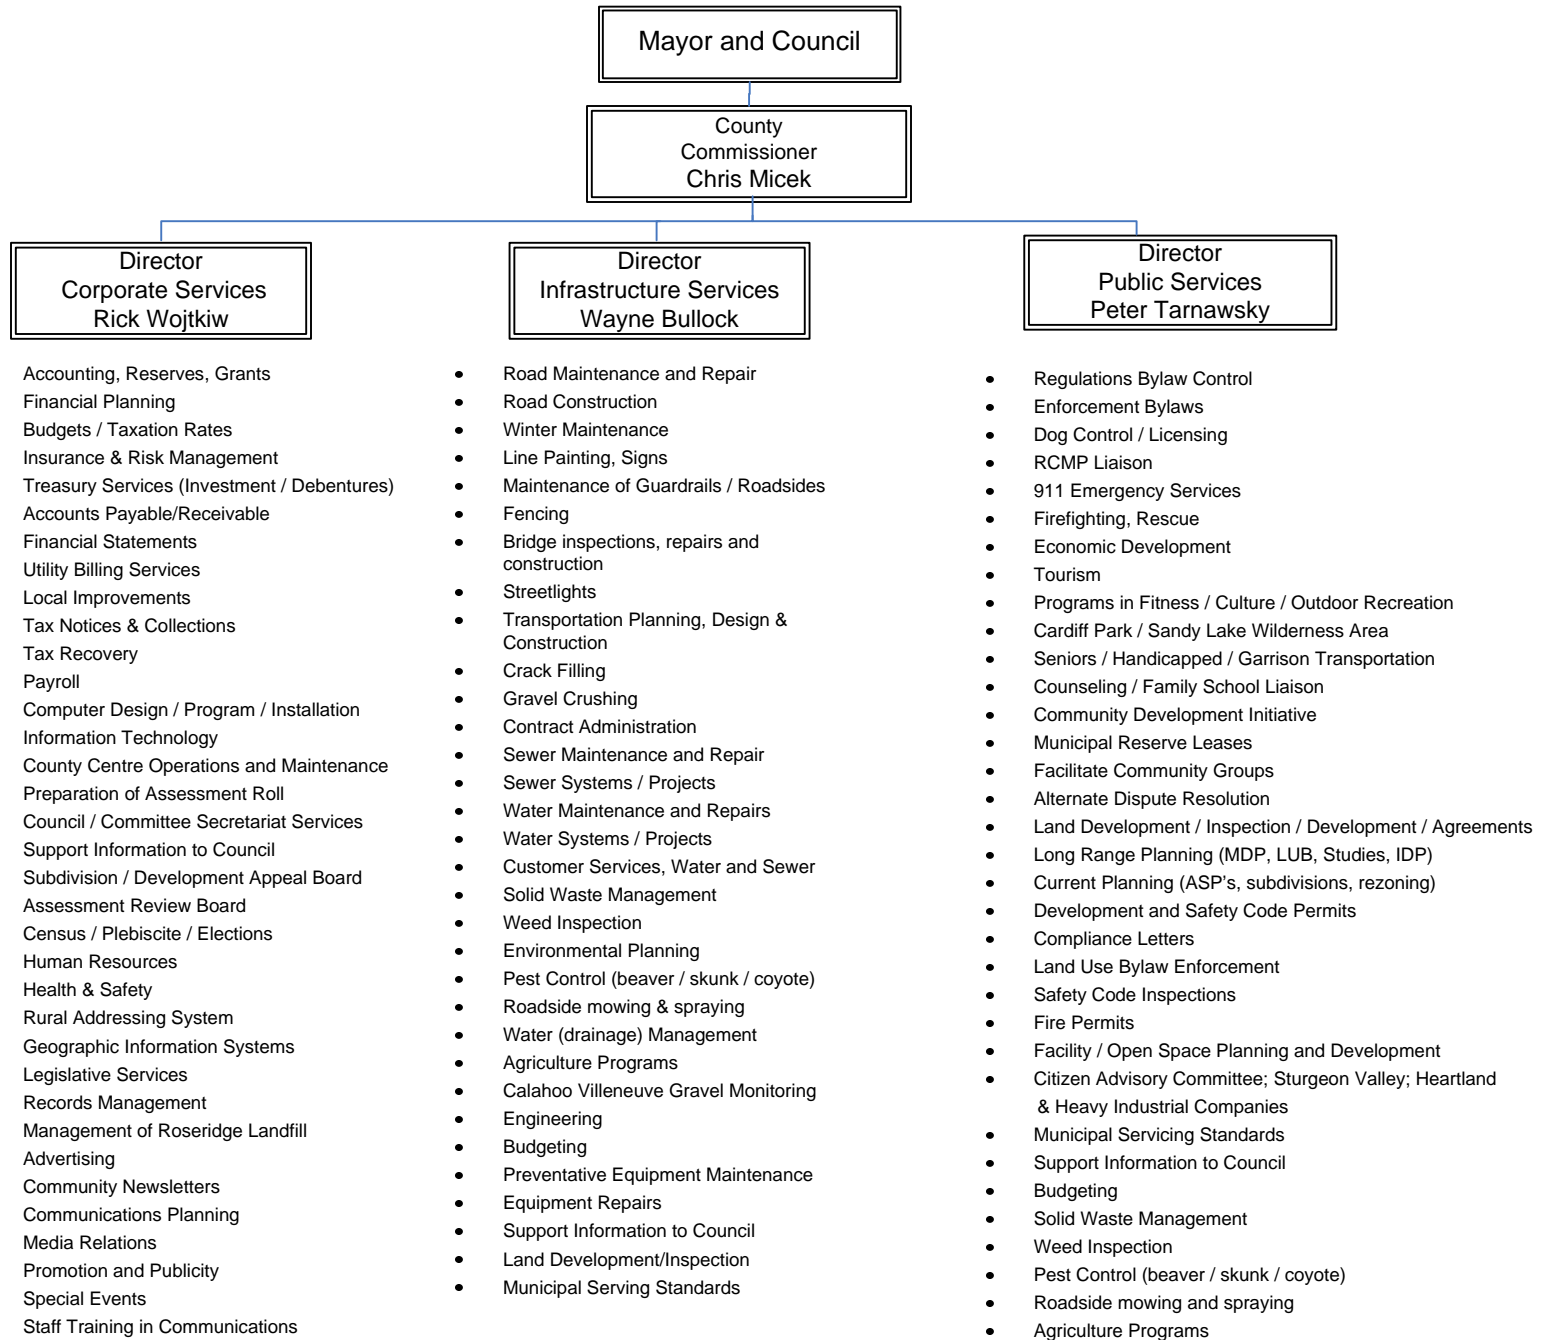 Mayor and Council
County
Commissioner
Chris Micek
Director
Corporate Services
Rick Wojtkiw
Director
Infrastructure Services
Wayne Bullock
Director
Public Services
Peter Tarnawsky
Accounting, Reserves, Grants
Financial Planning
Budgets / Taxation Rates
Insurance & Risk Management
Treasury Services (Investment / Debentures)
Accounts Payable/Receivable
Financial Statements
Utility Billing Services
Local Improvements
Tax Notices & Collections
Tax Recovery
Payroll
Computer Design / Program / Installation
Information Technology
County Centre Operations and Maintenance
Preparation of Assessment Roll
Council / Committee Secretariat Services
Support Information to Council
Subdivision / Development Appeal Board
Assessment Review Board
Census / Plebiscite / Elections
Human Resources
Health & Safety
Rural Addressing System
Geographic Information Systems
Legislative Services
Records Management
Management of Roseridge Landfill
Advertising
Community Newsletters
Communications Planning
Media Relations
Promotion and Publicity
Special Events
Staff Training in Communications
• Road Maintenance and Repair
• Road Construction
• Winter Maintenance
• Line Painting, Signs
• Maintenance of Guardrails / Roadsides
• Fencing
• Bridge inspections, repairs and
construction
• Streetlights
• Transportation Planning, Design &
Construction
• Crack Filling
• Gravel Crushing
• Contract Administration
• Sewer Maintenance and Repair
• Sewer Systems / Projects
• Water Maintenance and Repairs
• Water Systems / Projects
• Customer Services, Water and Sewer
• Solid Waste Management
• Weed Inspection
• Environmental Planning
• Pest Control (beaver / skunk / coyote)
• Roadside mowing & spraying
• Water (drainage) Management
• Agriculture Programs
• Calahoo Villeneuve Gravel Monitoring
• Engineering
• Budgeting
• Preventative Equipment Maintenance
• Equipment Repairs
• Support Information to Council
• Land Development/Inspection
• Municipal Serving Standards
• Regulations Bylaw Control
• Enforcement Bylaws
• Dog Control / Licensing
• RCMP Liaison
• 911 Emergency Services
• Firefighting, Rescue
• Economic Development
• Tourism
• Programs in Fitness / Culture / Outdoor Recreation
• Cardiff Park / Sandy Lake Wilderness Area
• Seniors / Handicapped / Garrison Transportation
• Counseling / Family School Liaison
• Community Development Initiative
• Municipal Reserve Leases
• Facilitate Community Groups
• Alternate Dispute Resolution
• Land Development / Inspection / Development / Agreements
• Long Range Planning (MDP, LUB, Studies, IDP)
• Current Planning (ASP's, subdivisions, rezoning)
• Development and Safety Code Permits
• Compliance Letters
• Land Use Bylaw Enforcement
• Safety Code Inspections
• Fire Permits
• Facility / Open Space Planning and Development
• Citizen Advisory Committee; Sturgeon Valley; Heartland
& Heavy Industrial Companies
• Municipal Servicing Standards
• Support Information to Council
• Budgeting
• Solid Waste Management
• Weed Inspection
• Pest Control (beaver / skunk / coyote)
• Roadside mowing and spraying
• Agriculture Programs